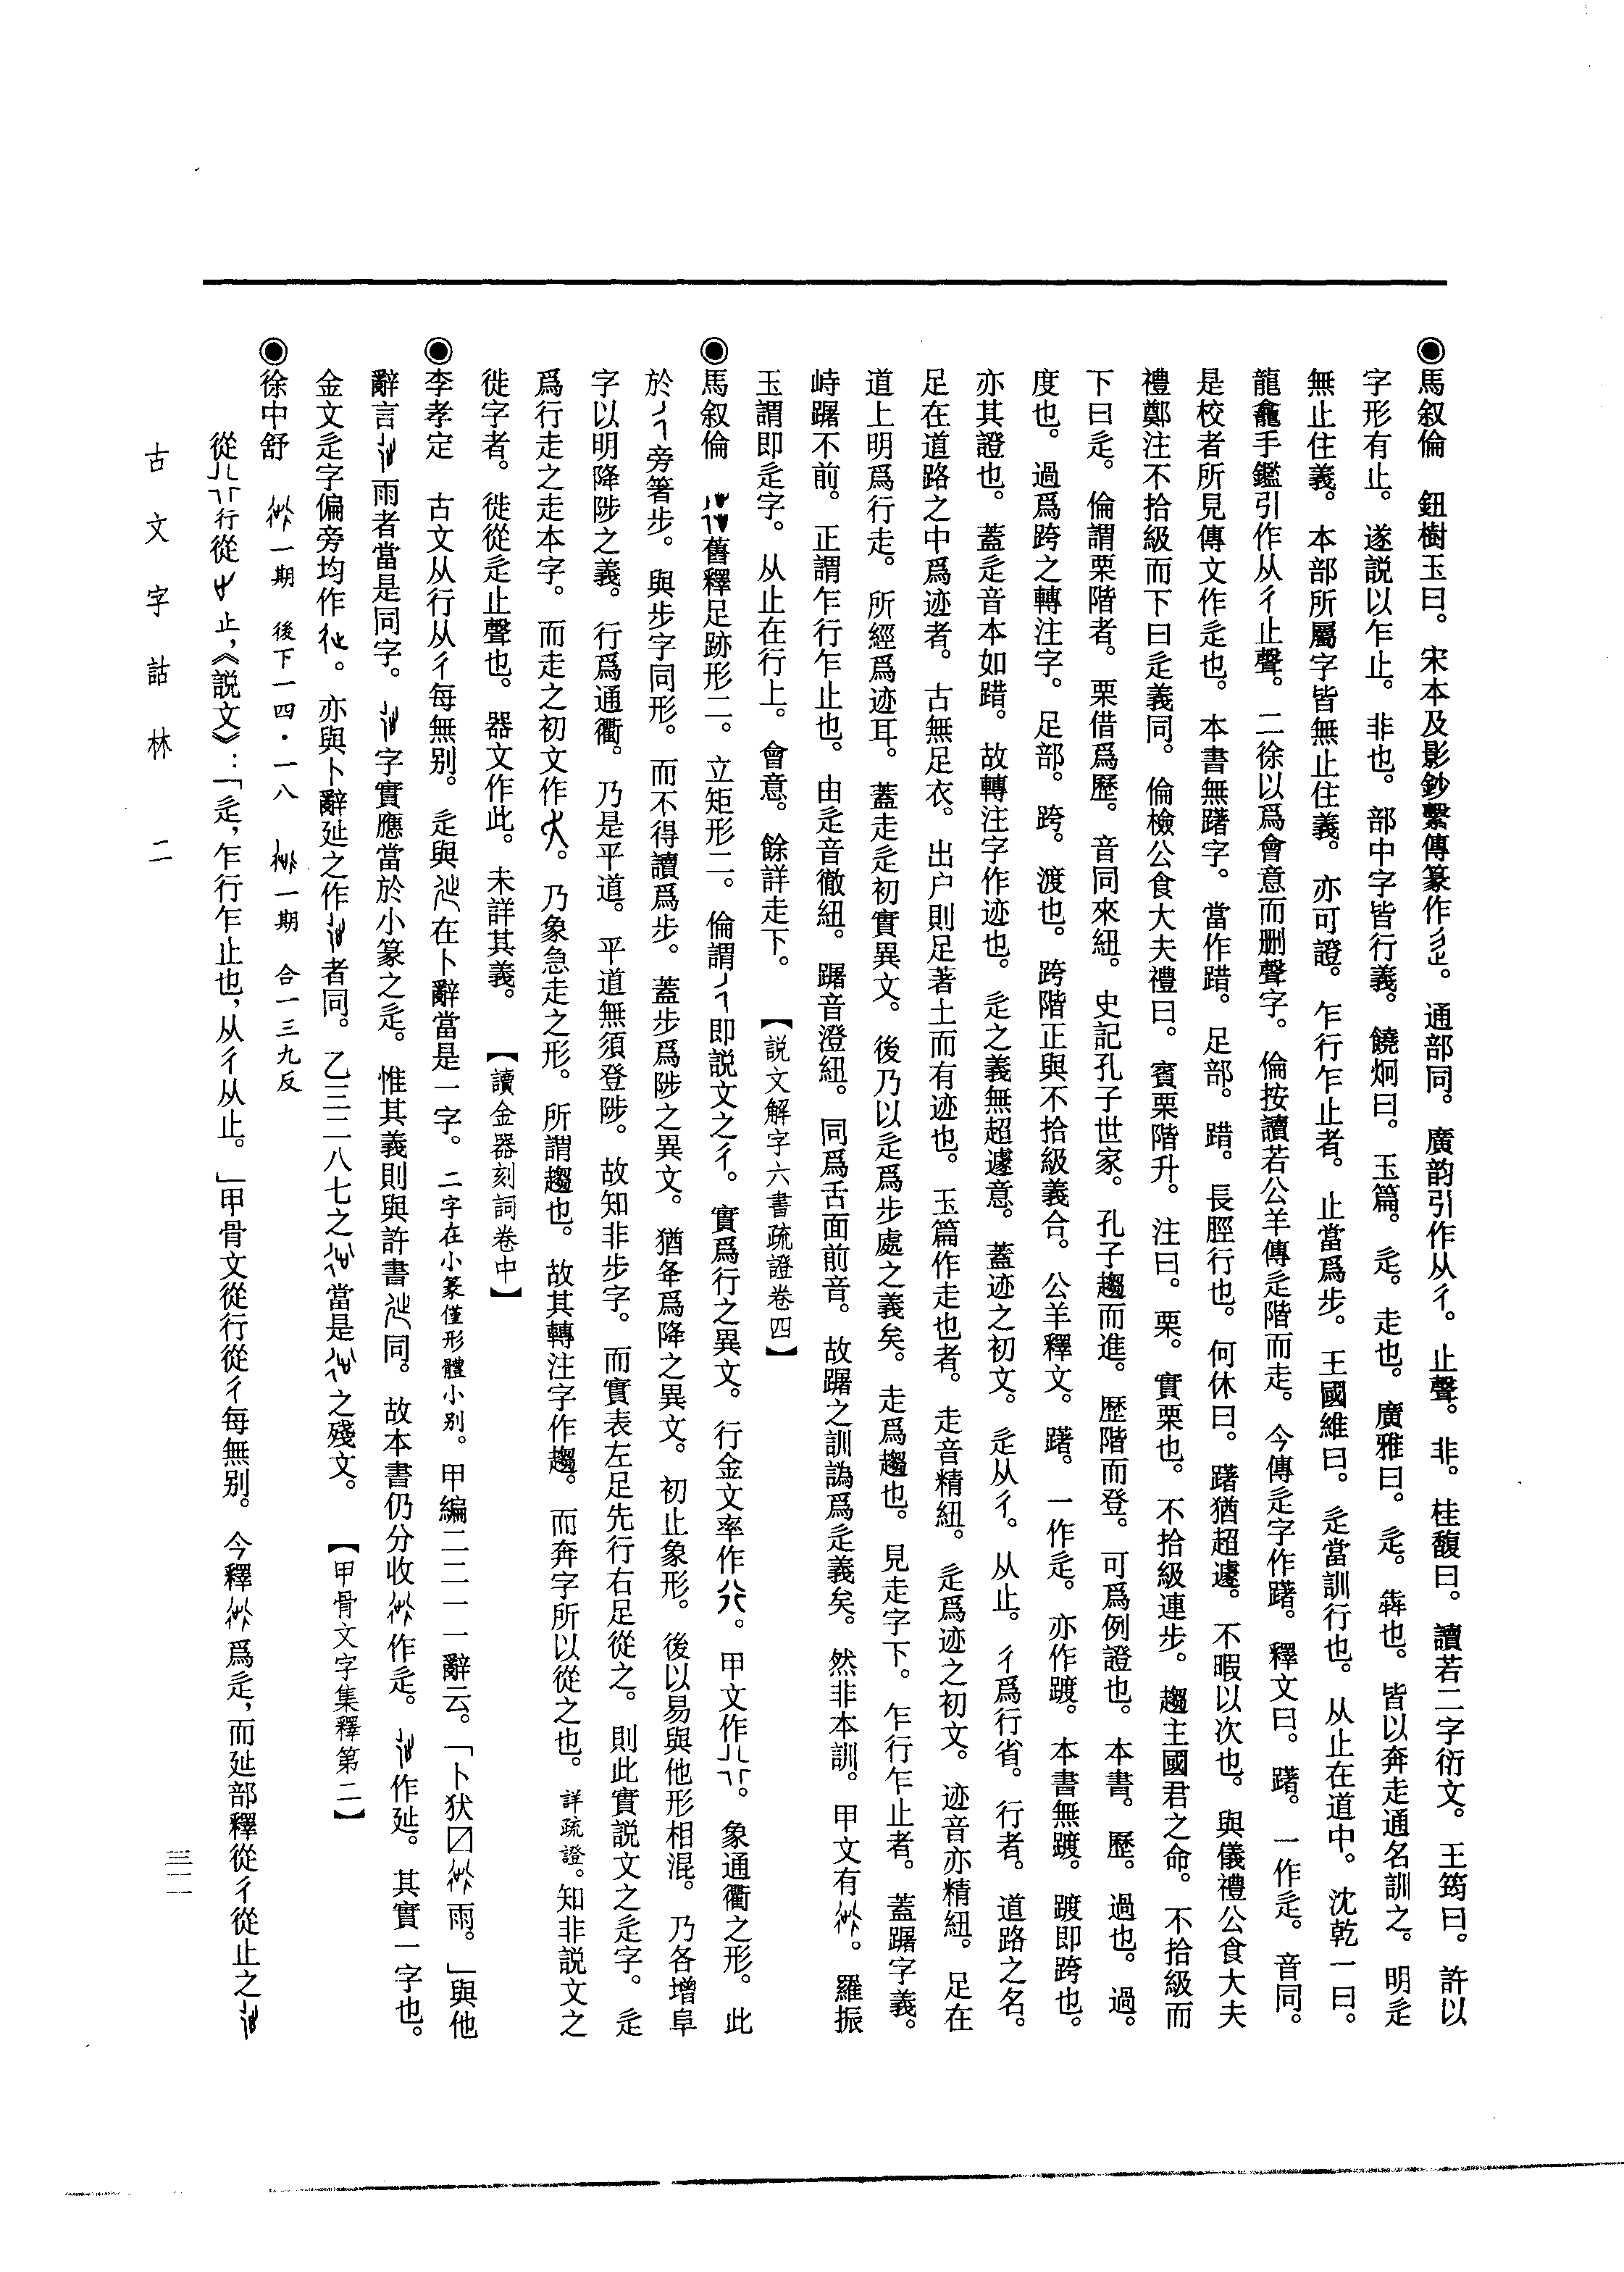 ◉馬叙倫　鈕樹玉曰。宋本及影鈔繫傳篆作。通部同。廣韵引作从彳。止聲。非。桂馥曰。讀若二字衍文。王筠曰。許以
字形有止。遂説以乍止。非也。部中字皆行義。饒炯曰。玉篇。辵。走也。廣雅曰。辵。犇也。皆以奔走通名訓之。明辵
無止住義。本部所屬字皆無止住義。亦可證。乍行乍止者。止當爲步。王國維曰。辵當訓行也。从止在道中。沈乾一曰。
龍龕手鑑引作从彳止聲。二徐以爲會意而删聲字。倫按讀若公羊傳辵階而走。今傳辵字作躇。釋文曰。躇。一作辵。音同。
是校者所見傳文作辵也。本書無躇字。當作踖。足部。踖。長脛行也。何休曰。躇猶超遽。不暇以次也。與儀禮公食大夫
禮鄭注不拾級而下曰辵義同。倫檢公食大夫禮曰。賓栗階升。注曰。栗。實栗也。不拾級連步。趨主國君之命。不拾級而
下曰辵。倫謂栗階者。栗借爲歷。音同來紐。史記孔子世家。孔子趨而進。歷階而登。可爲例證也。本書。歷。過也。過。
度也。過爲跨之轉注字。足部。跨。渡也。跨階正與不拾級義合。公羊釋文。躇。一作辵。亦作踱。本書無踱。踱即跨也。
亦其證也。蓋辵音本如踖。故轉注字作迹也。辵之義無超遽意。蓋迹之初文。辵从彳。从止。彳爲行省。行者。道路之名。
足在道路之中爲迹者。古無足衣。出户則足著土而有迹也。玉篇作走也者。走音精紐。辵爲迹之初文。迹音亦精紐。足在
道上明爲行走。所經爲迹耳。蓋走辵初實異文。後乃以辵爲步處之義矣。走爲趨也。見走字下。乍行乍止者。蓋踞字義。
峙踞不前。正謂乍行乍止也。由辵音徹紐。踞音澄紐。同爲舌面前音。故踞之訓譌爲辵義矣。然非本訓。甲文有。羅振
玉謂即辵字。从止在行上。會意。餘詳走下。【説文解字六書疏證卷四】
◉馬叙倫　舊釋足跡形二。立矩形二。倫謂即説文之彳。實爲行之異文。行金文率作。甲文作。象通衢之形。此
於旁箸步。與步字同形。而不得讀爲步。蓋步爲陟之異文。猶夅爲降之異文。初止象形。後以易與他形相混。乃各增阜
字以明降陟之義。行爲通衢。乃是平道。平道無須登陟。故知非步字。而實表左足先行右足從之。則此實説文之辵字。辵
爲行走之走本字。而走之初文作。乃象急走之形。所謂趨也。故其轉注字作趨。而奔字所以從之也。詳疏證。知非説文之
徙字者。徙從辵止聲也。器文作此。未詳其義。【讀金器刻詞卷中】
◉李孝定　古文从行从彳每無别。辵與在卜辭當是一字。二字在小篆僅形體小别。甲編二二一一辭云。「卜狄☐雨。」與他
辭言雨者當是同字。字實應當於小篆之辵。惟其義則與許書同。故本書仍分收作辵。作延。其實一字也。
金文辵字偏旁均作。亦與卜辭延之作者同。乙三二八七之當是之殘文。【甲骨文字集釋第二】
◉徐中舒　一期　後下一四・一八　一期　合一三九反
從行從止，《説文》：「辵，乍行乍止也，从彳从止。」甲骨文從行從彳每無别。今釋爲辵，而延部釋從彳從止之
古文字詁林　二
三一一